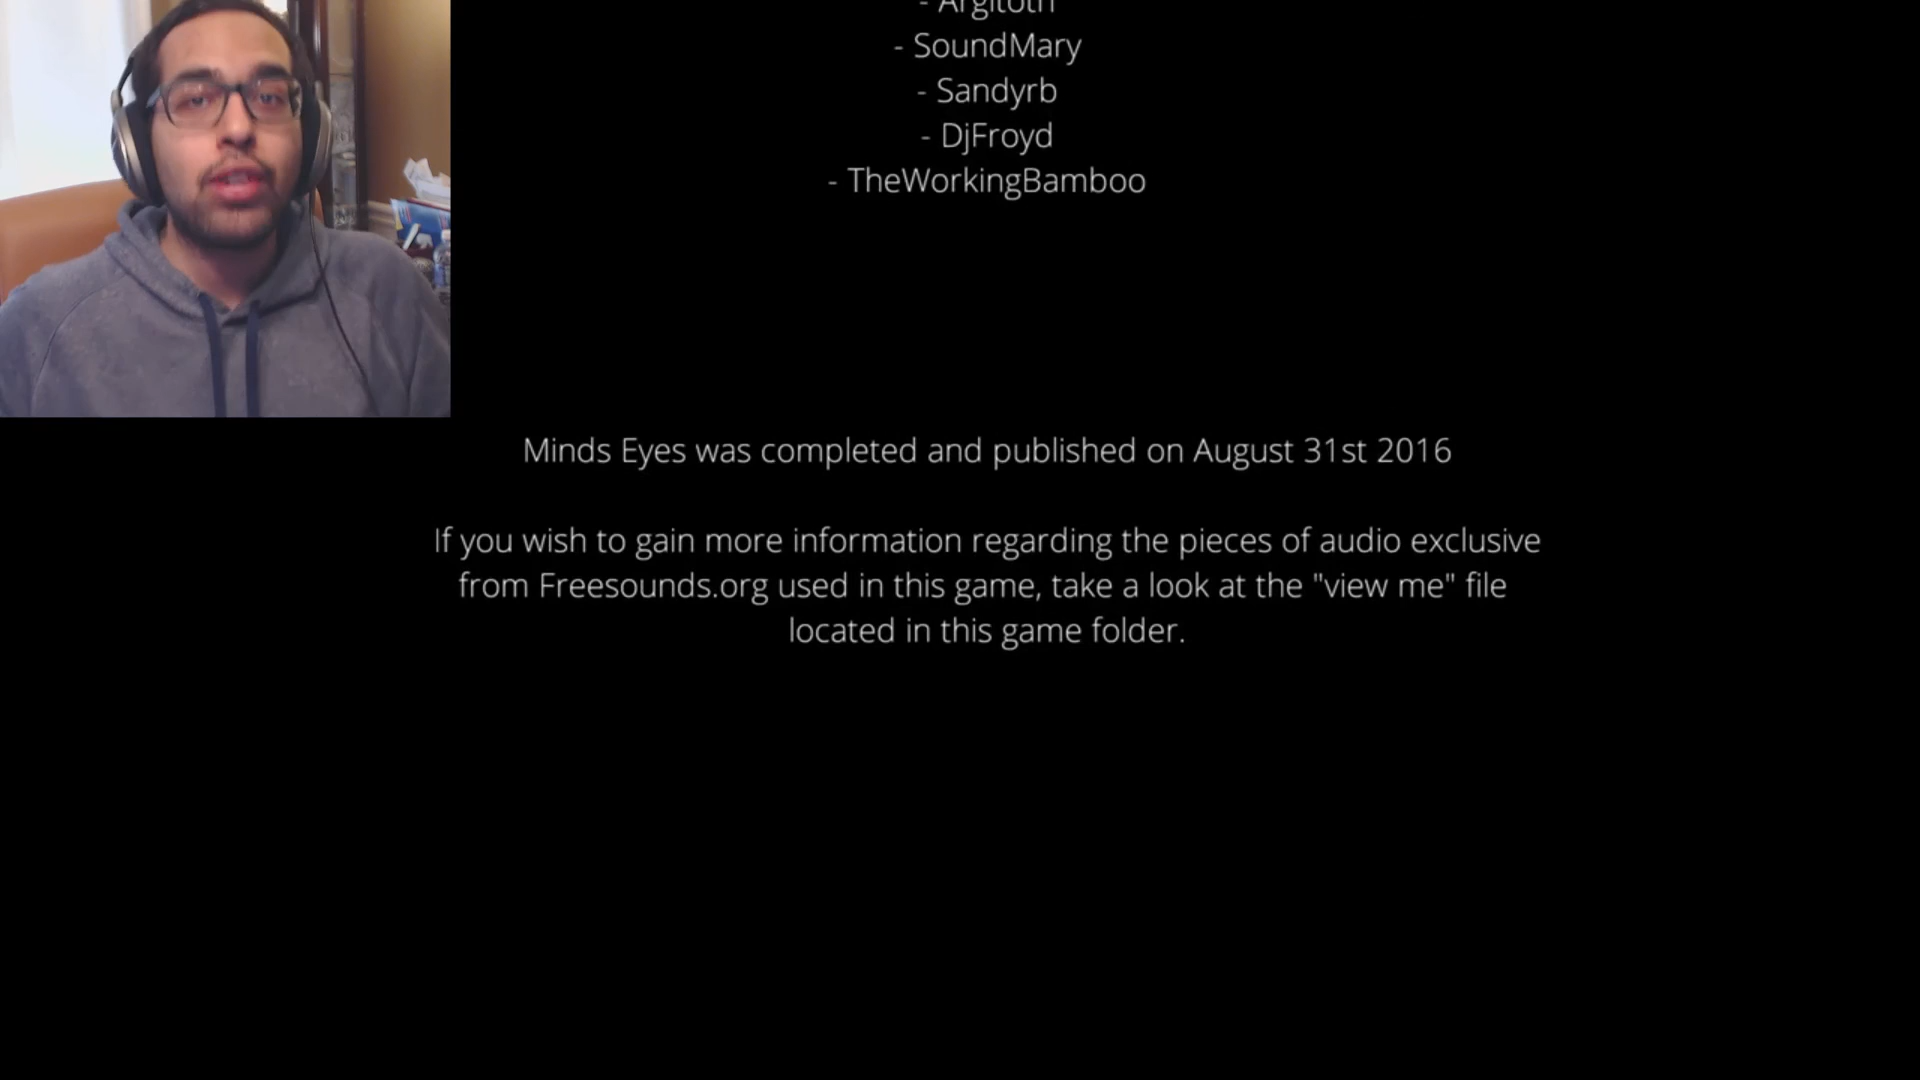 - Argitoth
- SoundMary
- Sandyrb
- DjFroyd
- TheWorkingBamboo
Minds Eyes was completed and published on August 31st 2016
If you wish to gain more information regarding the pieces of audio exclusive
from Freesounds.org used in this game, take a look at the "view me" file
located in this game folder.